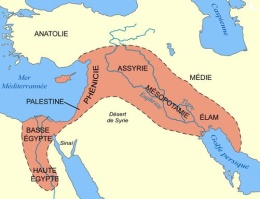 Mer
Caspienne
ANATOLIE
Mer
Méditerranée
ASSYRIE
MÉDIE
PHÉNICIE
MÉSOPOTAMIE
Euphrate
PALESTINE
Désert
de Syrie
ÉLAM
BASSE
ÉGYPTE
Sinaï
Golfe persique
HAUTE
ÉGYPTE